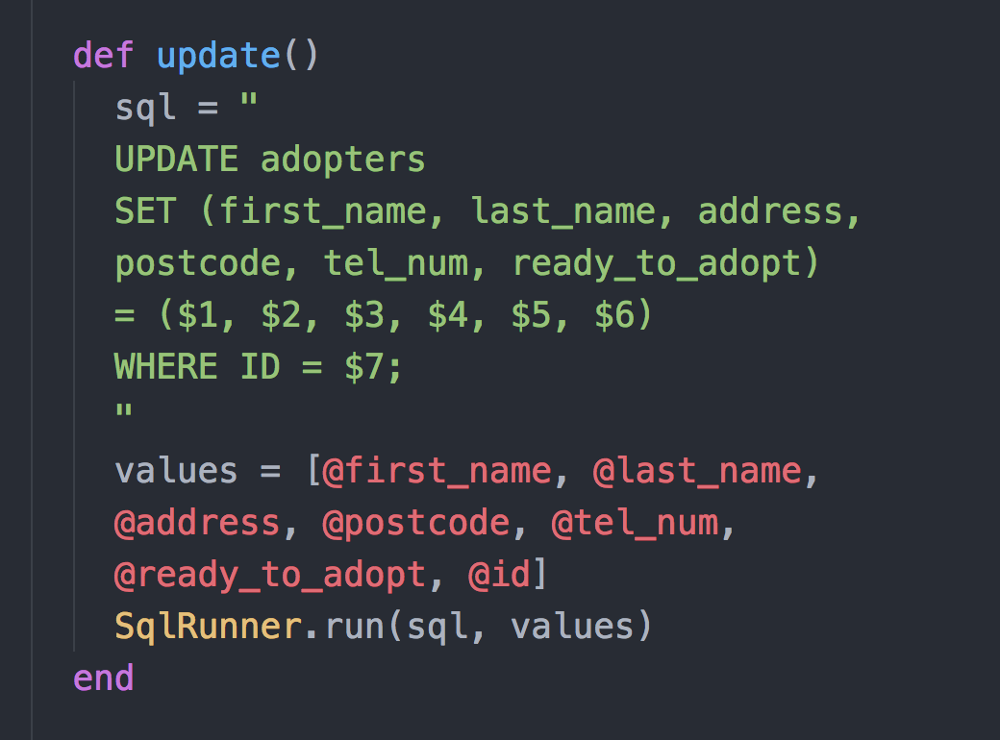 def update()
sql = "
UPDATE adopters
SET (first_name, last_name, address,
postcode, tel_num, ready_to_adopt)
= ($1, $2, $3, $4, $5, $6)
WHERE ID = $7;
"
values = [@first_name, @last_name,
@address, @postcode, @tel_num,
@ready_to_adopt, @id]
SqlRunner.run(sql, values)
end